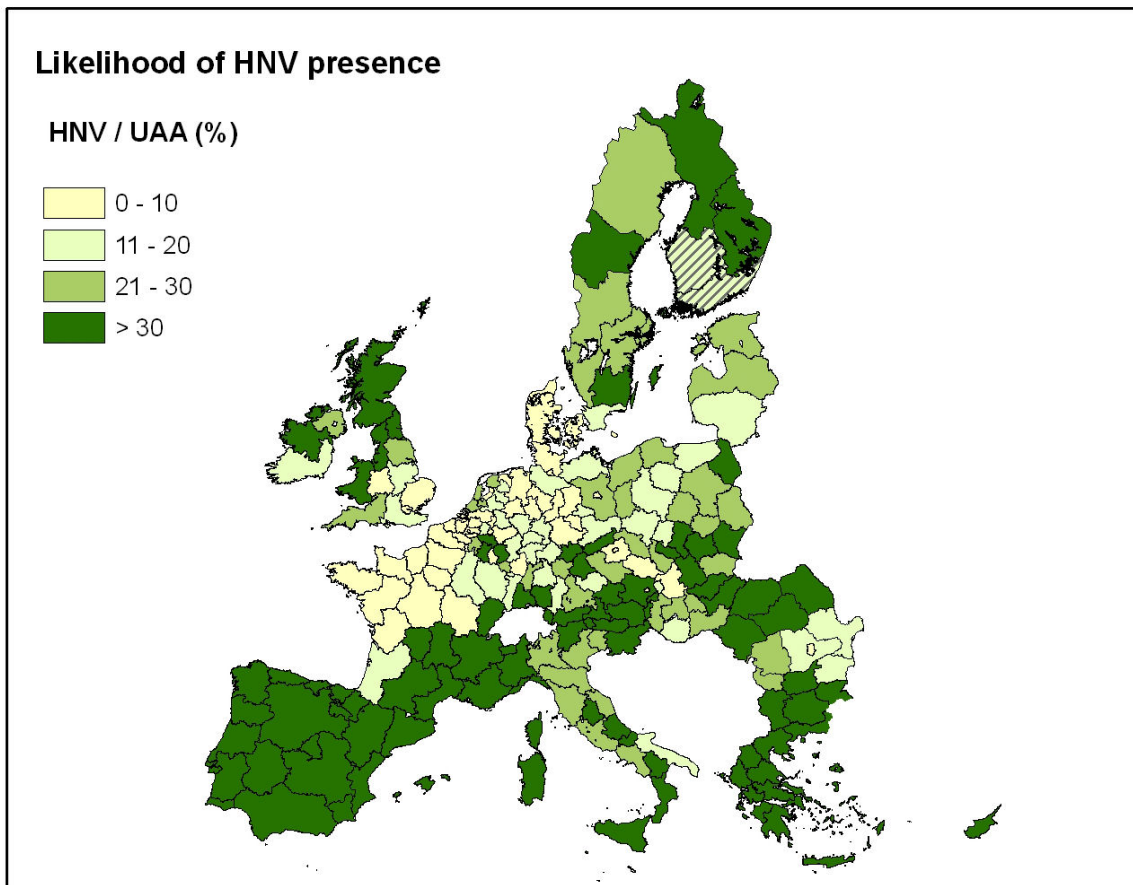 Likelihood of HNV presence
HNV / UAA (%)
0 - 10
11 - 20
21 - 30
> 30